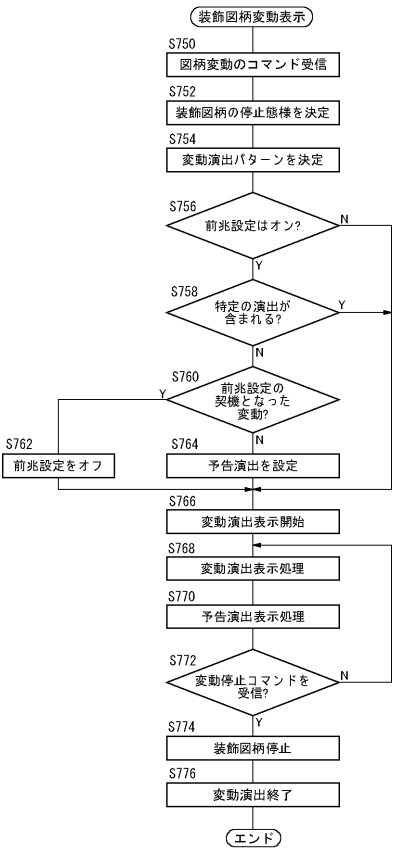 装飾図柄変動表示
S750
図柄変動のコマンド受信
S752
装飾図柄の停止態様を決定
S754
変動演出パターンを決定
S756
前兆設定はオン?
N
Y
S758
特定の演出が
含まれる?
Y
N
S760
前兆設定の
契機となった
変動?
Y
N
S762
前兆設定をオフ
S764
予告演出を設定
S766
変動演出表示開始
S768
変動演出表示処理
S770
予告演出表示処理
S772
変動停止コマンドを
受信?
N
Y
S774
装飾図柄停止
S776
変動演出終了
エンド